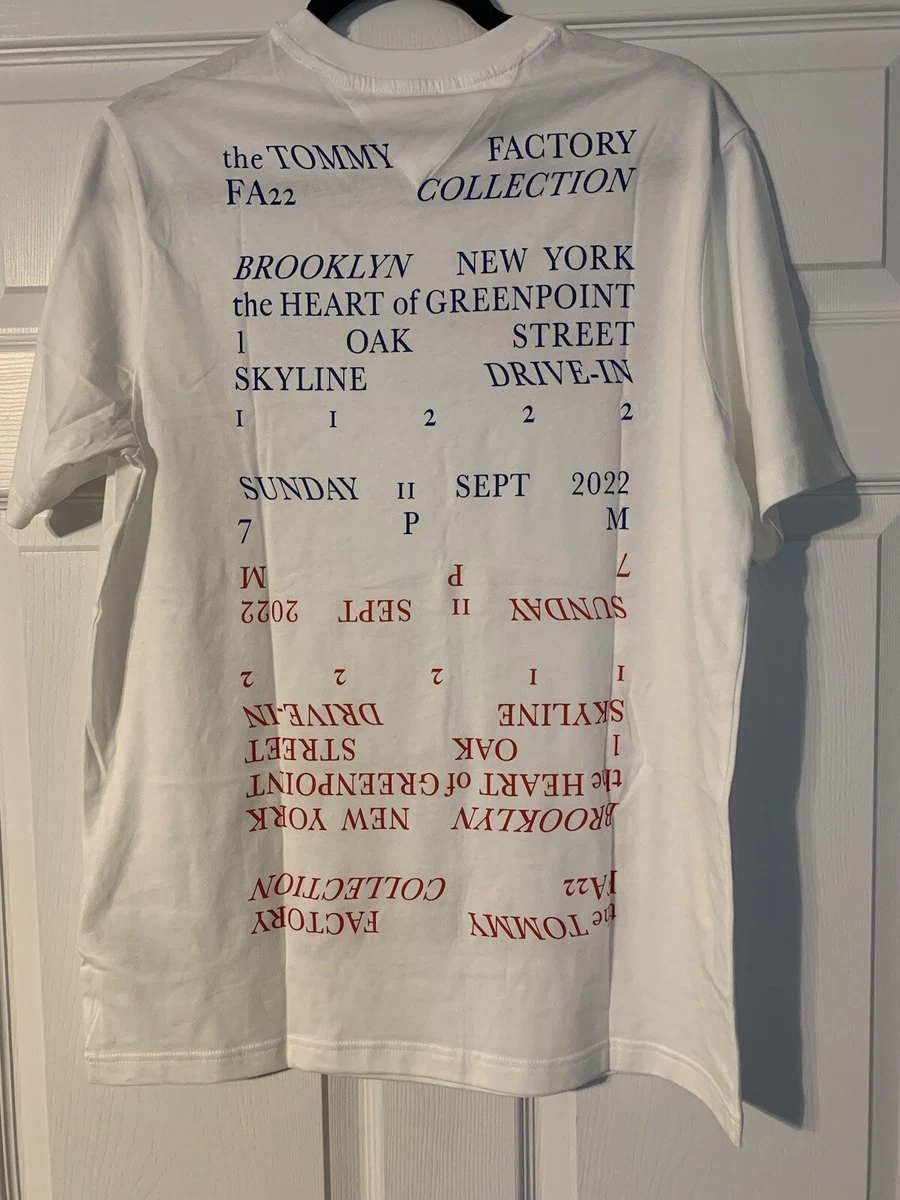 the TOMMY FACTORY
FA22 COLLECTION
BROOKLYN NEW YORK
the HEART of GREENPOINT
1 OAK STREET
SKYLINE DRIVE-IN
1 1 2 2 2
SUNDAY 11 SEPT 2022
7 P M
7 P M
SUNDAY 11 SEPT 2022
1 1 2 2 2
SKYLINE DRIVE-IN
1 OAK STREET
the HEART of GREENPOINT
BROOKLYN NEW YORK
FA22 COLLECTION
the TOMMY FACTORY